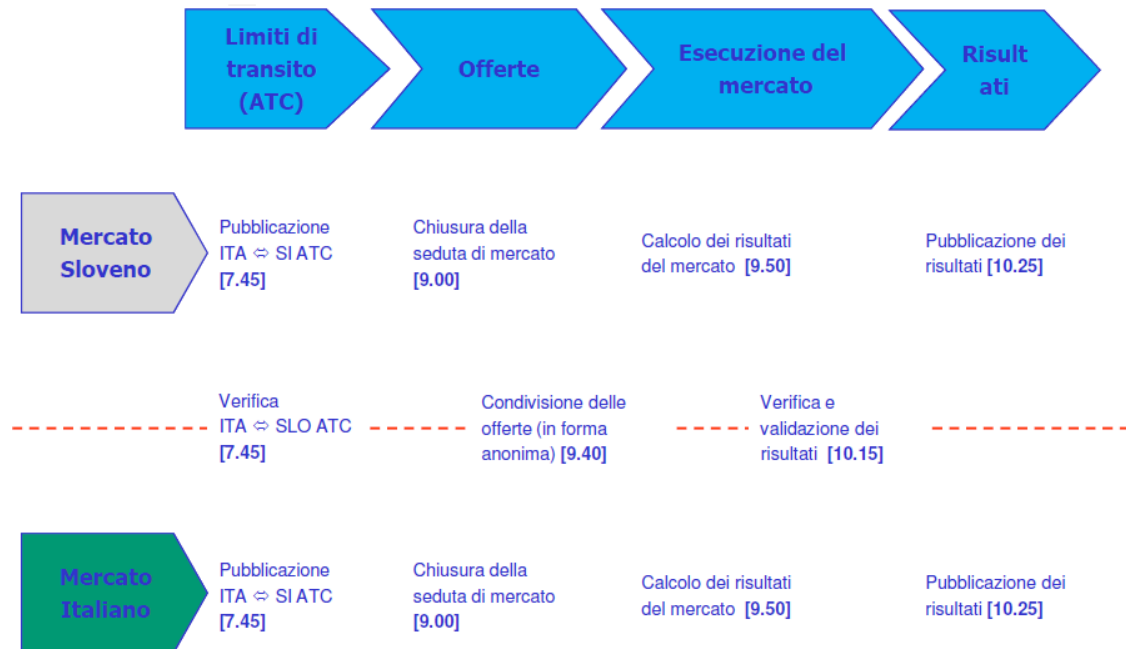 Limiti di
transito
(ATC)
Offerte
Esecuzione del
mercato
Risult
ati
Mercato
Sloveno
Pubblicazione
ITA ⇔ SI ATC
[7.45]
Chiusura della
seduta di mercato
[9.00]
Calcolo dei risultati
del mercato [9.50]
Pubblicazione dei
risultati [10.25]
Verifica
ITA ⇔ SLO ATC
[7.45]
Condivisione delle
offerte (in forma
anonima) [9.40]
Verifica e
validazione dei
risultati [10.15]
Mercato
Italiano
Pubblicazione
ITA ⇔ SI ATC
[7.45]
Chiusura della
seduta di mercato
[9.00]
Calcolo dei risultati
del mercato [9.50]
Pubblicazione dei
risultati [10.25]